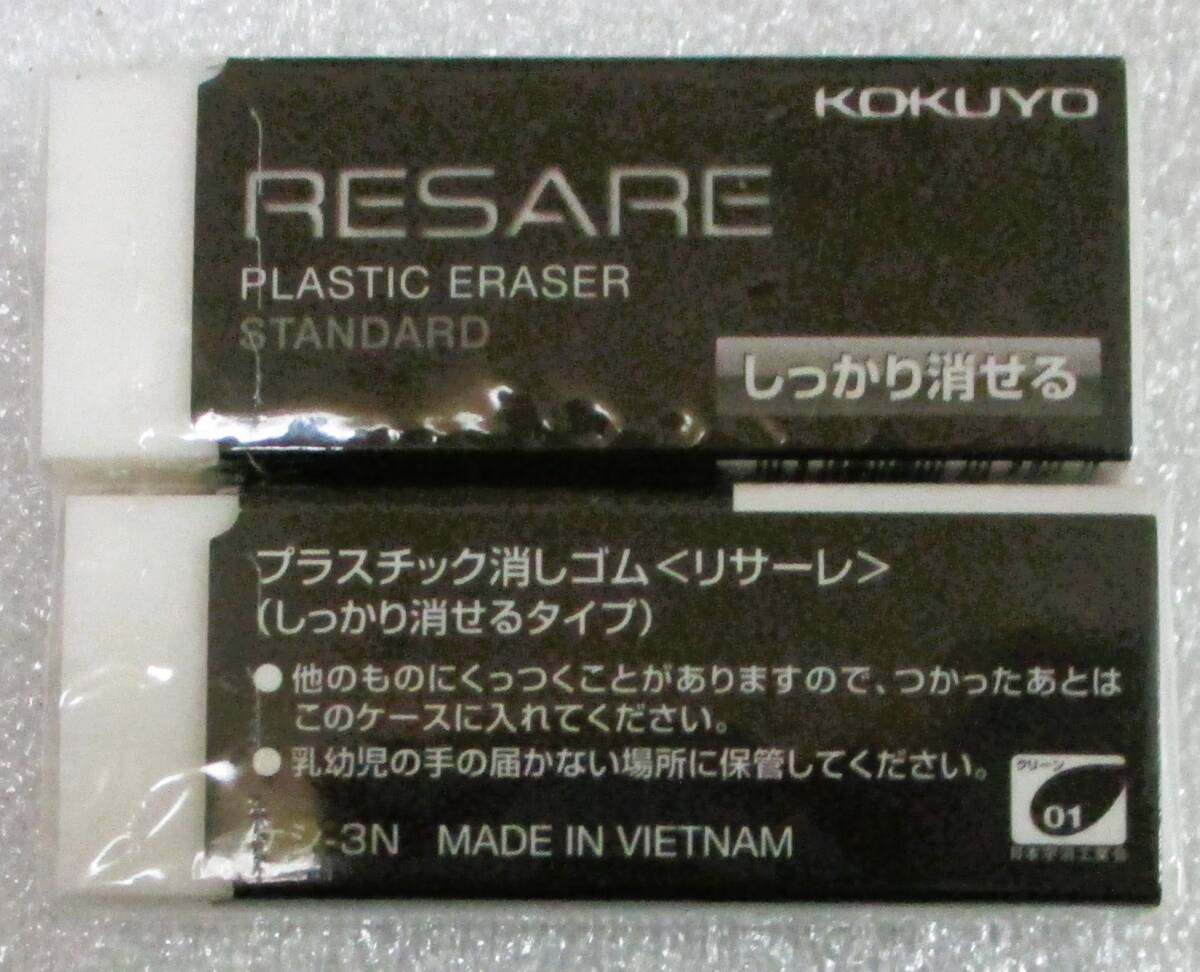 KOKUYO
RESARE
PLASTIC ERASER
STANDARD
しっかり消せる
プラスチック消しゴム<リサーレ>
(しっかり消せるタイプ)
● 他のものにくっつくことがありますので、つかったあとは
このケースに入れてください。
● 乳幼児の手の届かない場所に保管してください。
クリーン
01
ケシ-3N MADE IN VIETNAM